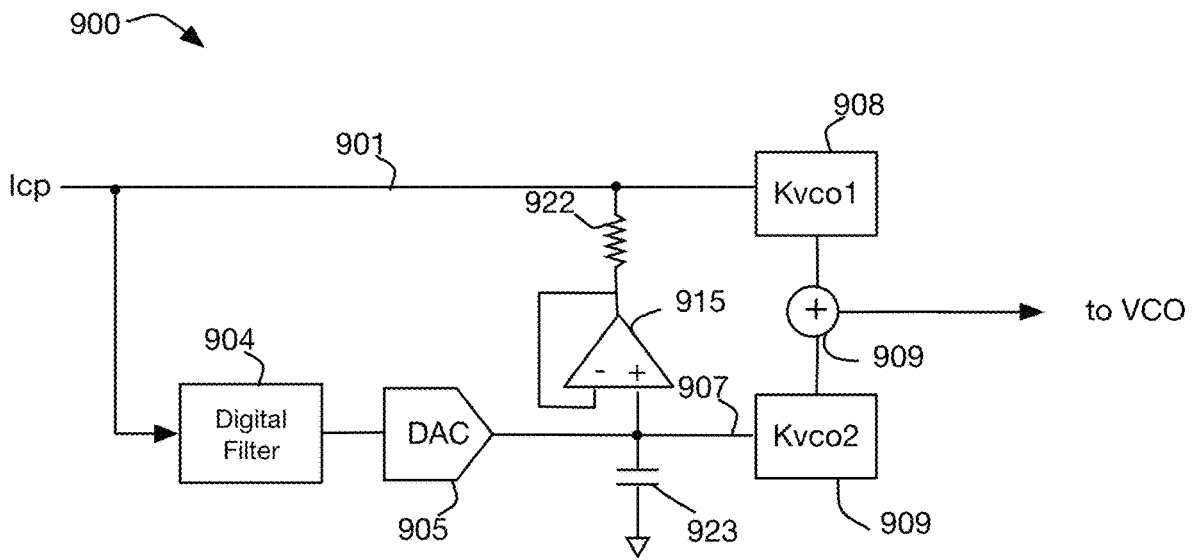 900
908
901
Icp
922
Kvco1
915
+
to VCO
904
909
- +
907
Digital
Filter
DAC
Kvco2
905
923
909